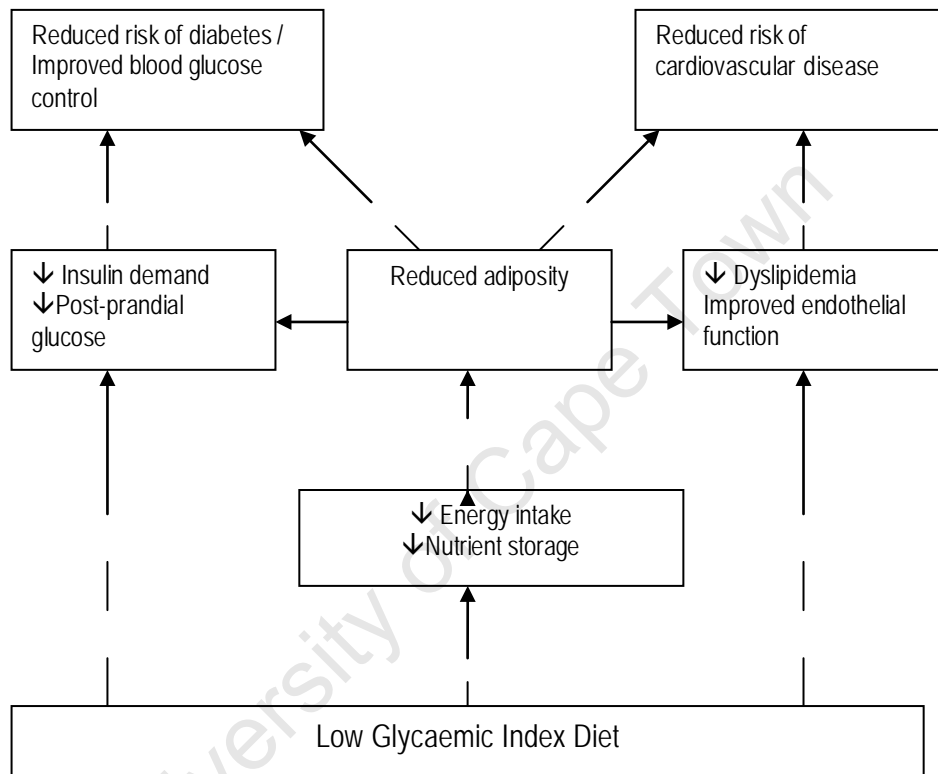 Reduced risk of diabetes /
Improved blood glucose
control
Reduced risk of
cardiovascular disease
↓ Insulin demand
↓Post-prandial
glucose
Reduced adiposity
↓ Dyslipidemia
Improved endothelial
function
↓ Energy intake
↓Nutrient storage
Low Glycaemic Index Diet
versity of Cape Town